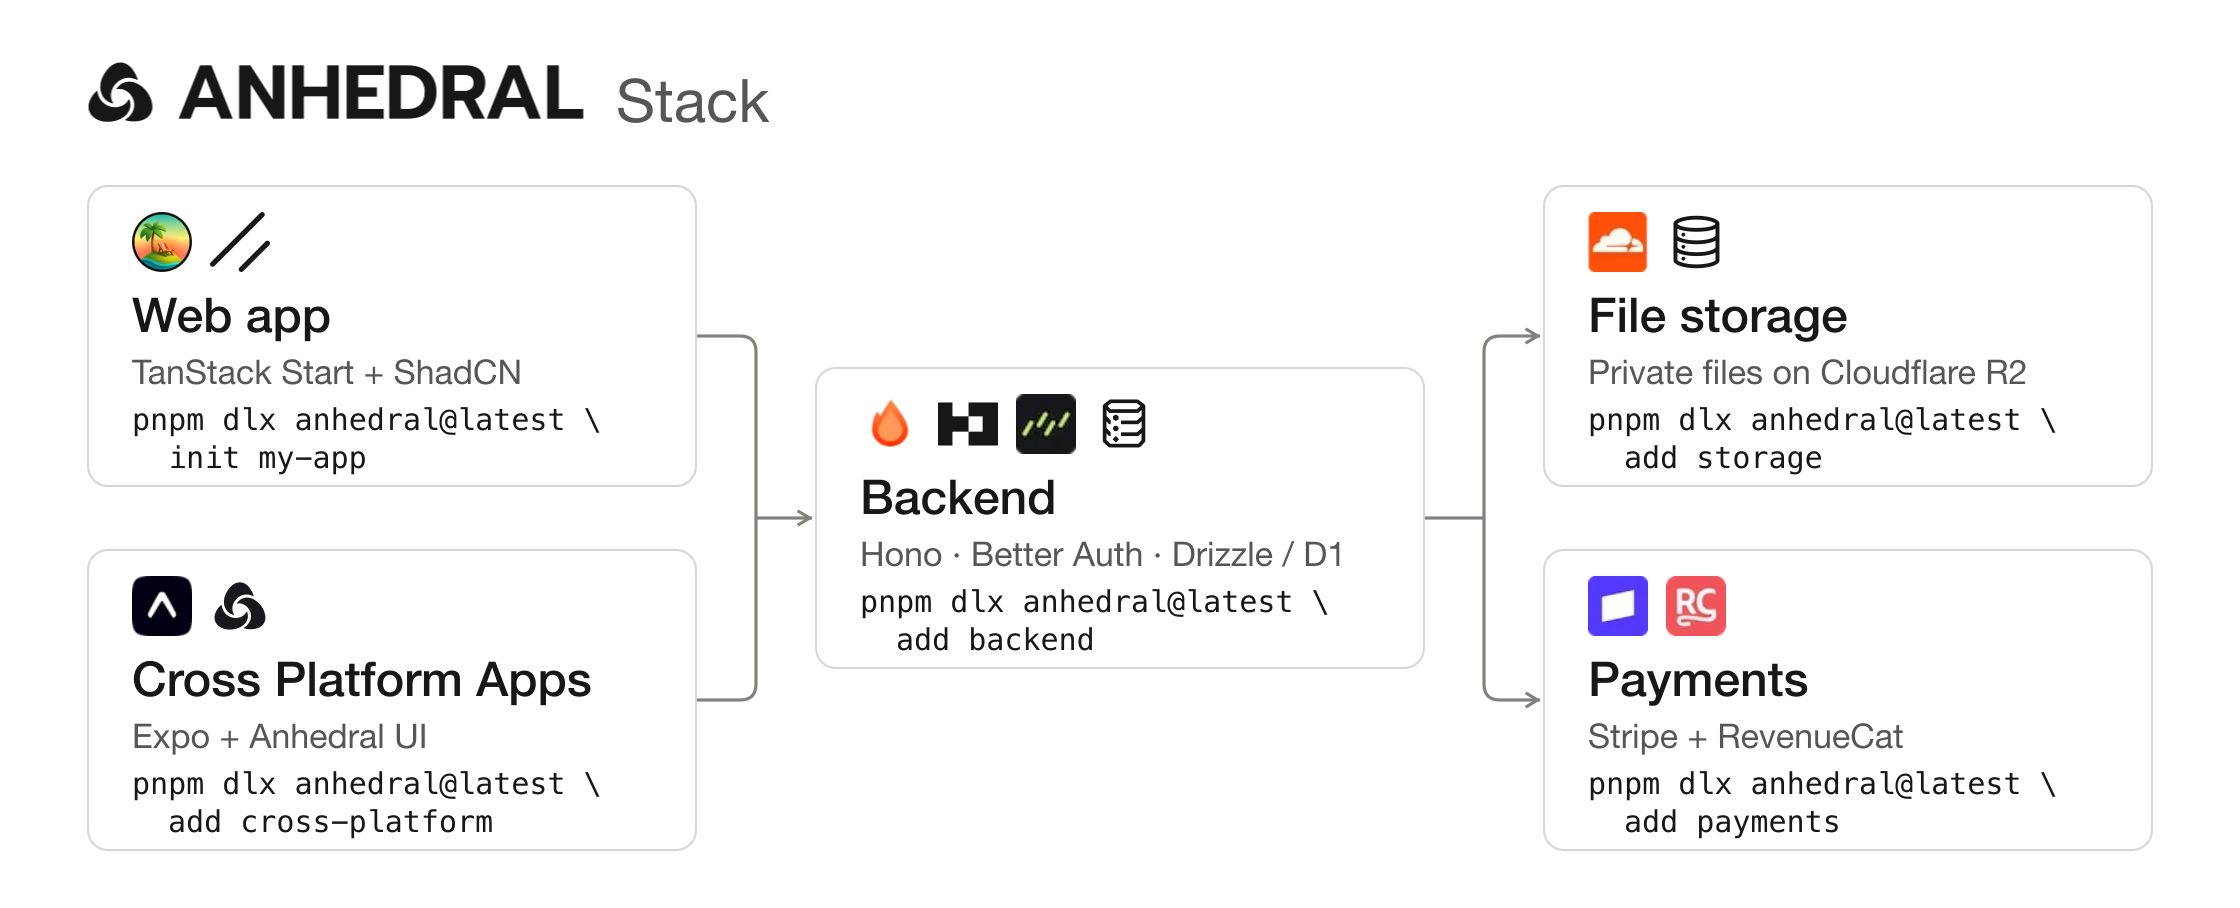 ANHEDRAL Stack
Web app
TanStack Start + ShadCN
pnpm dlx anhedral@latest \
init my-app
Cross Platform Apps
Expo + Anhedral UI
pnpm dlx anhedral@latest \
add cross-platform
Backend
Hono · Better Auth · Drizzle / D1
pnpm dlx anhedral@latest \
add backend
File storage
Private files on Cloudflare R2
pnpm dlx anhedral@latest \
add storage
RC
Payments
Stripe + RevenueCat
pnpm dlx anhedral@latest \
add payments